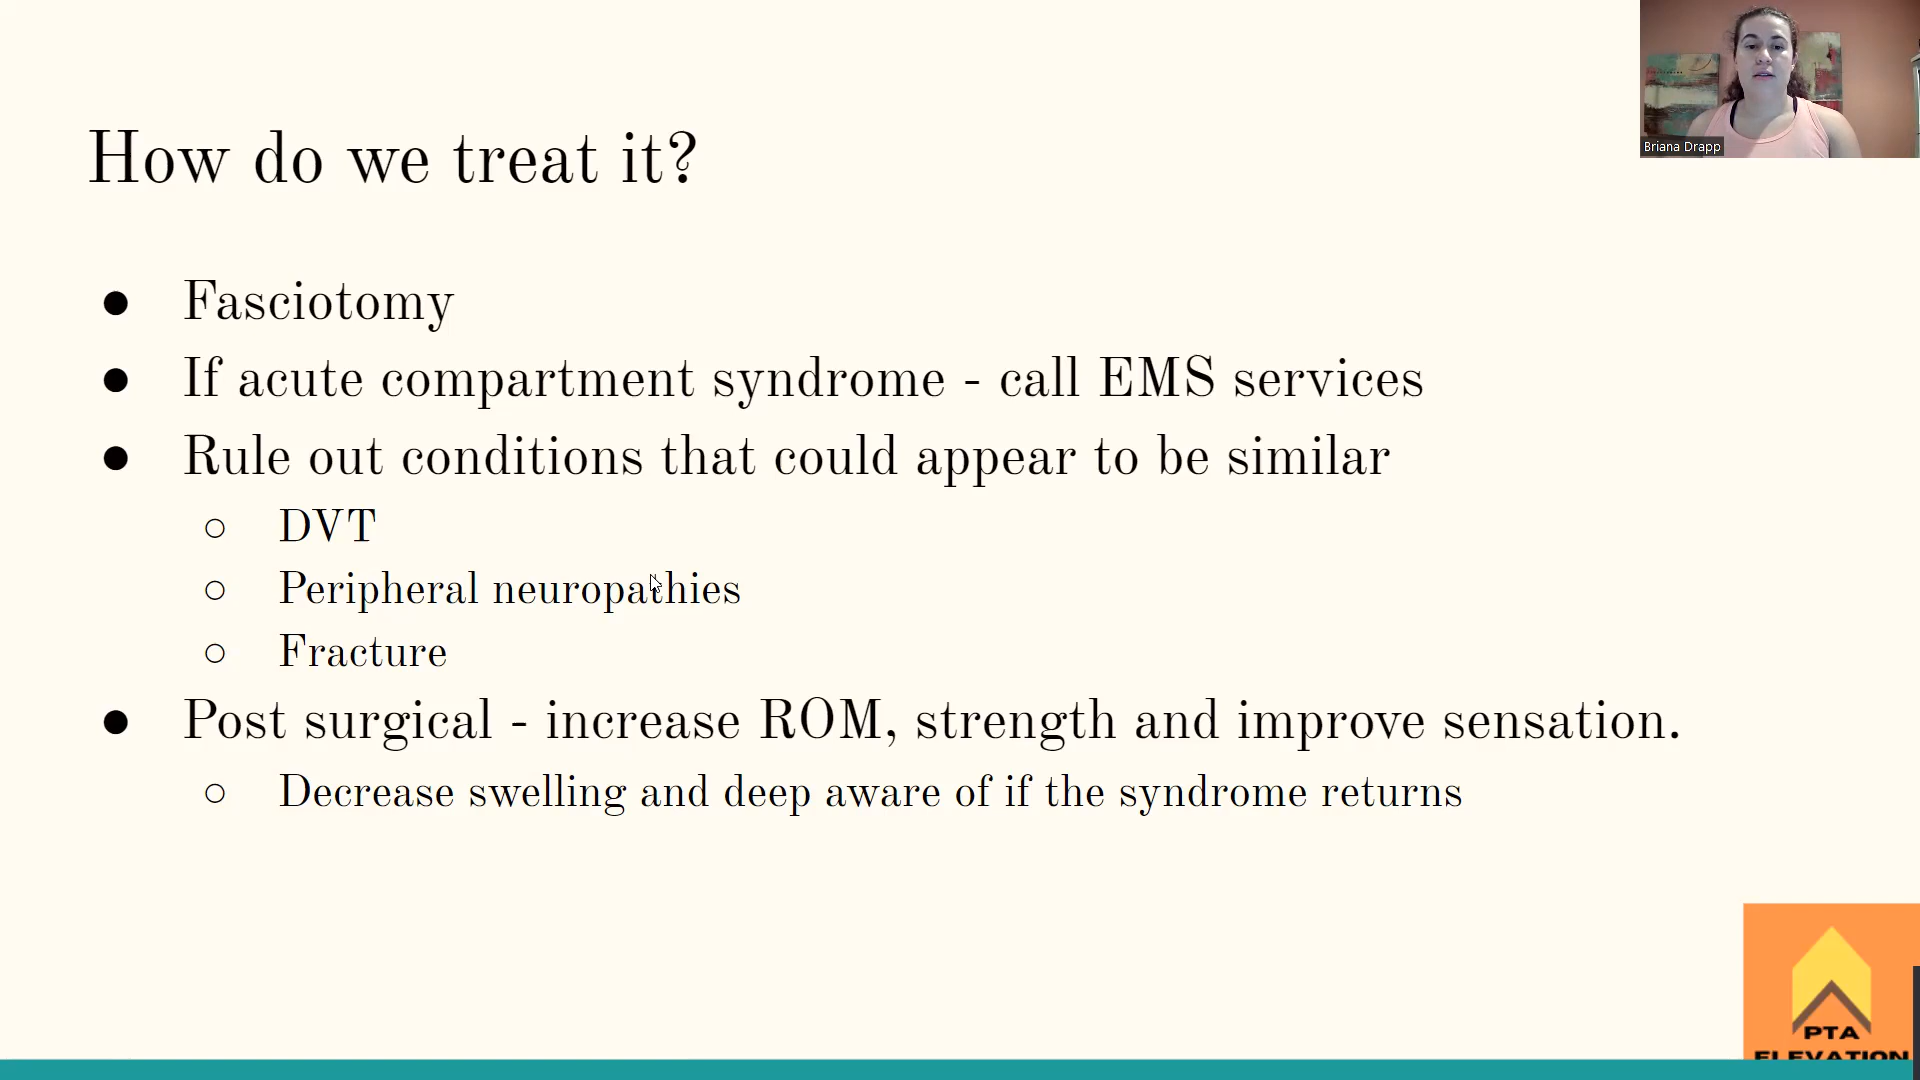 Briana Drapp
How do we treat it?
● Fasciotomy
● If acute compartment syndrome - call EMS services
● Rule out conditions that could appear to be similar
○ DVT
○ Peripheral neuropathies
○ Fracture
● Post surgical - increase ROM, strength and improve sensation.
○ Decrease swelling and deep aware of if the syndrome returns
PTA
ELEVATION